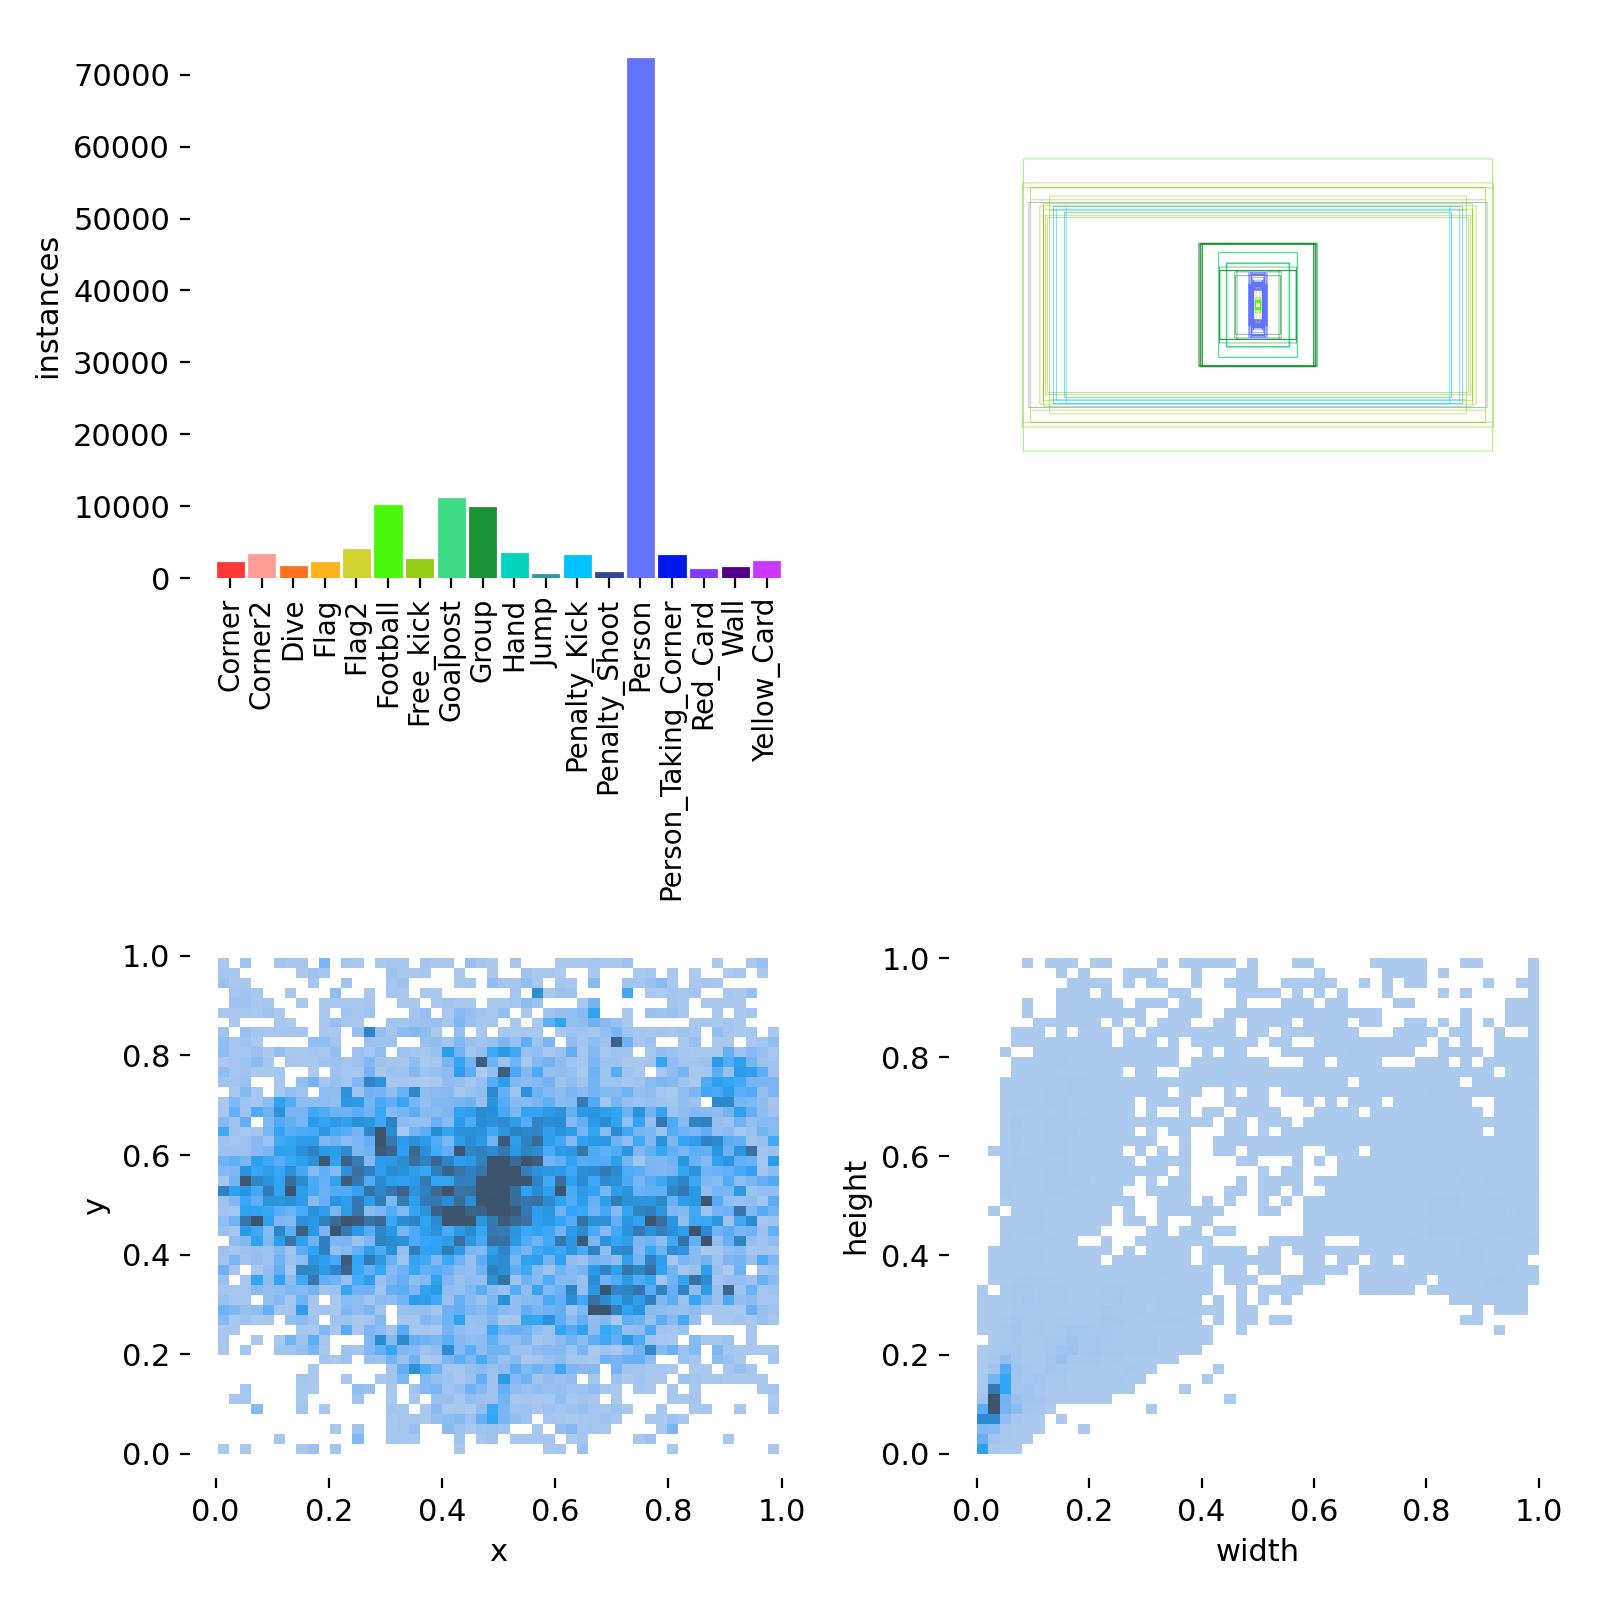 instances
70000
60000
50000
40000
30000
20000
10000
0
Corner
Corner2
Dive
Flag
Flag2
Football
Free_kick
Goalpost
Group
Hand
Jump
Penalty_Kick
Penalty_Shoot
Person
Person_Taking_Corner
Red_Card
Wall
Yellow_Card
y
1.0
0.8
0.6
0.4
0.2
0.0
0.0 0.2 0.4 0.6 0.8 1.0
x
height
1.0
0.8
0.6
0.4
0.2
0.0
0.0 0.2 0.4 0.6 0.8 1.0
width